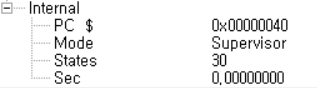 Internal
PC $ 0x00000040
Mode Supervisor
States 30
Sec 0,00000000